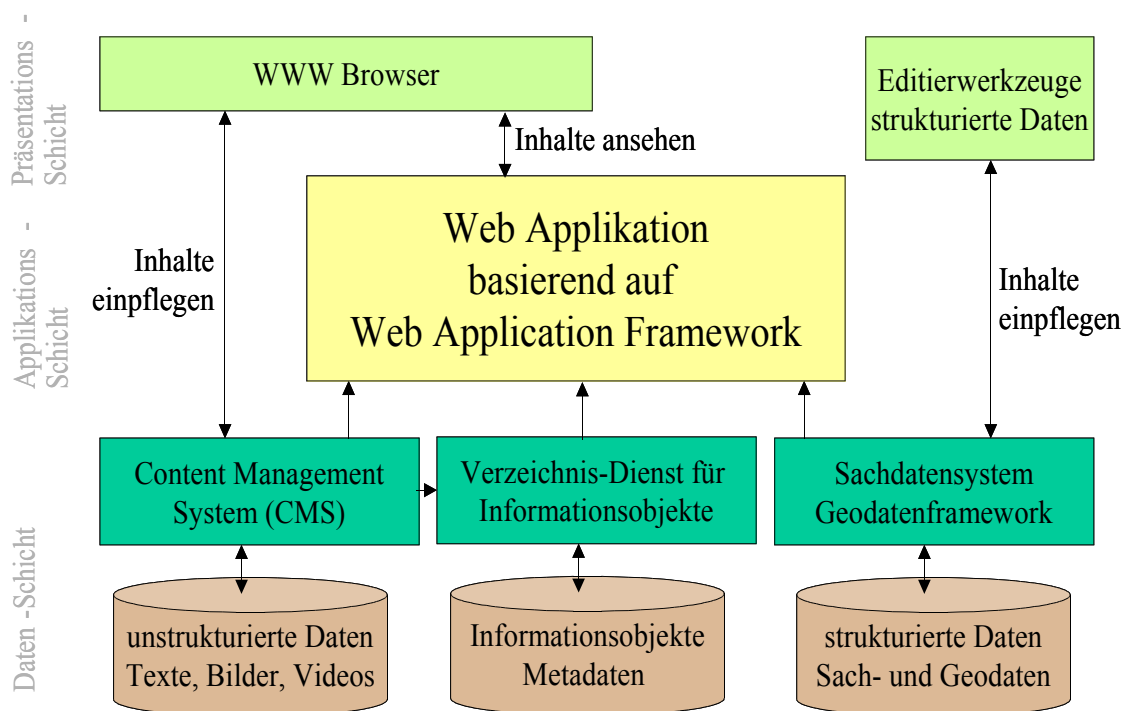 Präsentations -
Schicht
WWW Browser
Editierwerkzeuge
strukturierte Daten
Inhalte ansehen
Applikations -
Schicht
Web Applikation
basierend auf
Web Application Framework
Inhalte
einpflegen
Inhalte
einpflegen
Daten -Schicht
Content Management
System (CMS)
Verzeichnis-Dienst für
Informationsobjekte
Sachdatensystem
Geodatenframework
unstrukturierte Daten
Texte, Bilder, Videos
Informationsobjekte
Metadaten
strukturierte Daten
Sach- und Geodaten